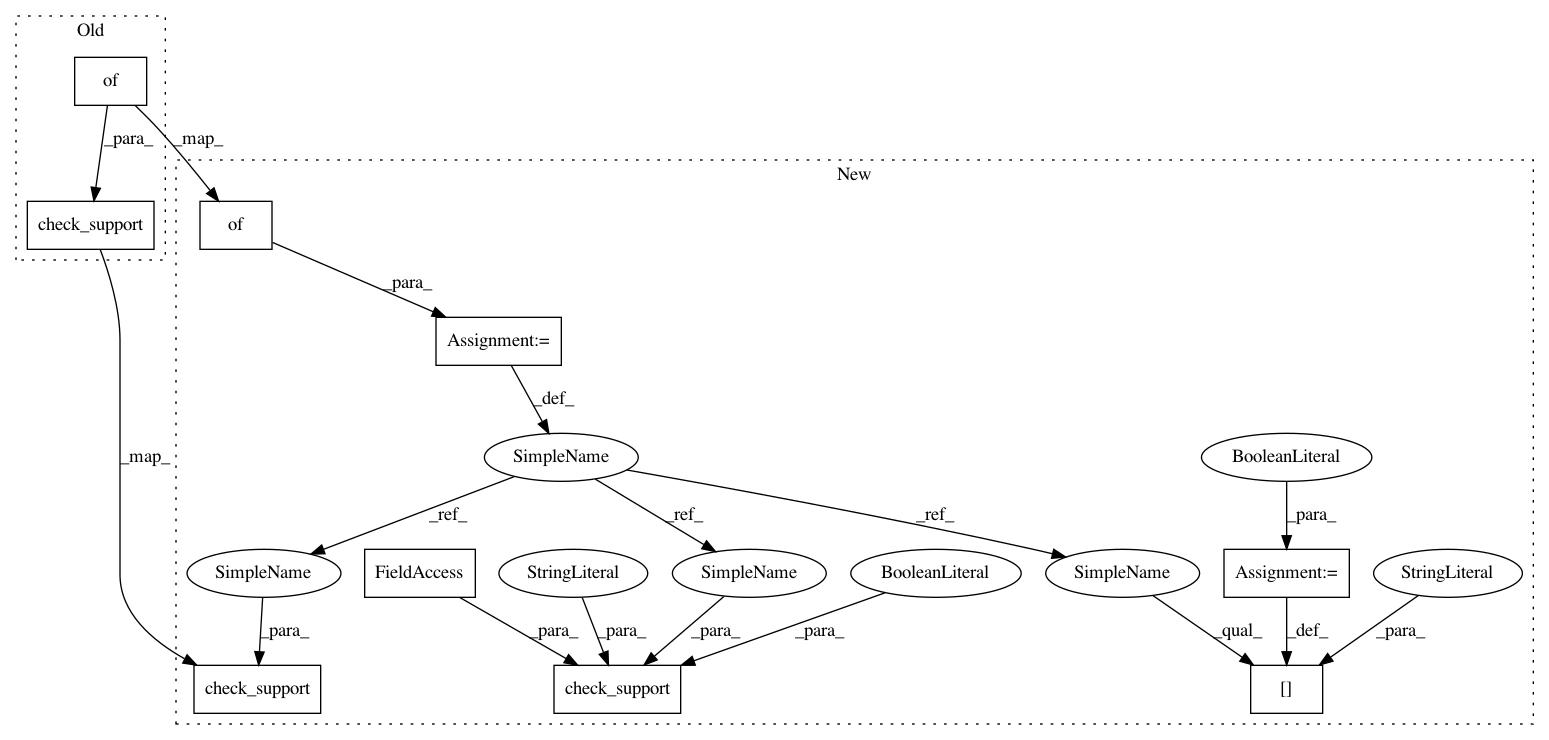 Old
of
_para_
_map_
New
check_support
of
_para_
Assignment:=
_def_
_map_
SimpleName
BooleanLiteral
_ref_
_ref_
_ref_
_para_
SimpleName
FieldAccess
StringLiteral
SimpleName
BooleanLiteral
SimpleName
Assignment:=
StringLiteral
_para_
_para_
_para_
_para_
_para_
_qual_
_def_
_para_
check_support
check_support
[]